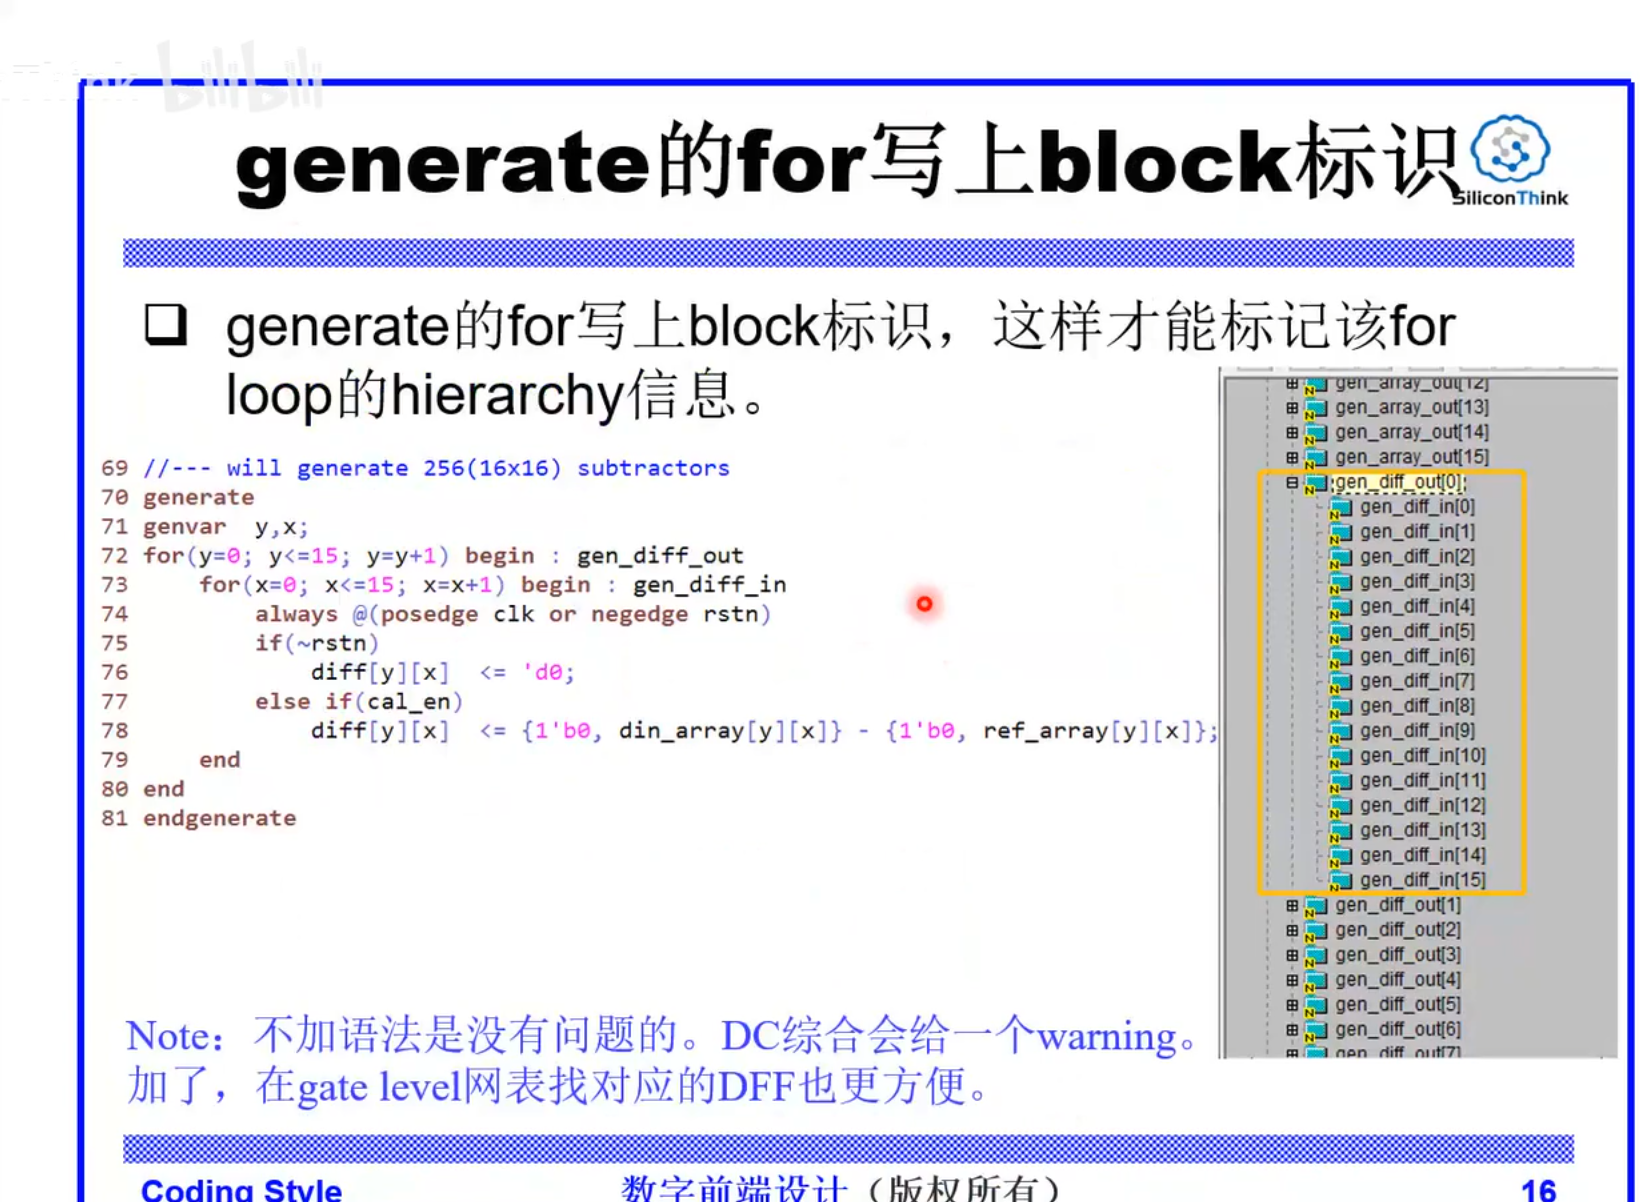 Think bilibili
generate的for写上block标识
SiliconThink
generate的for写上block标识，这样才能标记该for
loop的hierarchy信息。
69 //--- will generate 256(16x16) subtractors
70 generate
71 genvar  y,x;
72 for(y=0; y<=15; y=y+1) begin : gen_diff_out
73     for(x=0; x<=15; x=x+1) begin : gen_diff_in
74         always @(posedge clk or negedge rstn)
75         if(~rstn)
76             diff[y][x]  <= 'd0;
77         else if(cal_en)
78             diff[y][x]  <= {1'b0, din_array[y][x]} - {1'b0, ref_array[y][x]};
79     end
80 end
81 endgenerate
gen_array_out[12]
gen_array_out[13]
gen_array_out[14]
gen_array_out[15]
gen_diff_out[0]
gen_diff_in[0]
gen_diff_in[1]
gen_diff_in[2]
gen_diff_in[3]
gen_diff_in[4]
gen_diff_in[5]
gen_diff_in[6]
gen_diff_in[7]
gen_diff_in[8]
gen_diff_in[9]
gen_diff_in[10]
gen_diff_in[11]
gen_diff_in[12]
gen_diff_in[13]
gen_diff_in[14]
gen_diff_in[15]
gen_diff_out[1]
gen_diff_out[2]
gen_diff_out[3]
gen_diff_out[4]
gen_diff_out[5]
gen_diff_out[6]
gen_diff_out[7]
Note：不加语法是没有问题的。DC综合会给一个warning。
加了，在gate level网表找对应的DFF也更方便。
Coding Style
数字前端设计（版权所有）
16